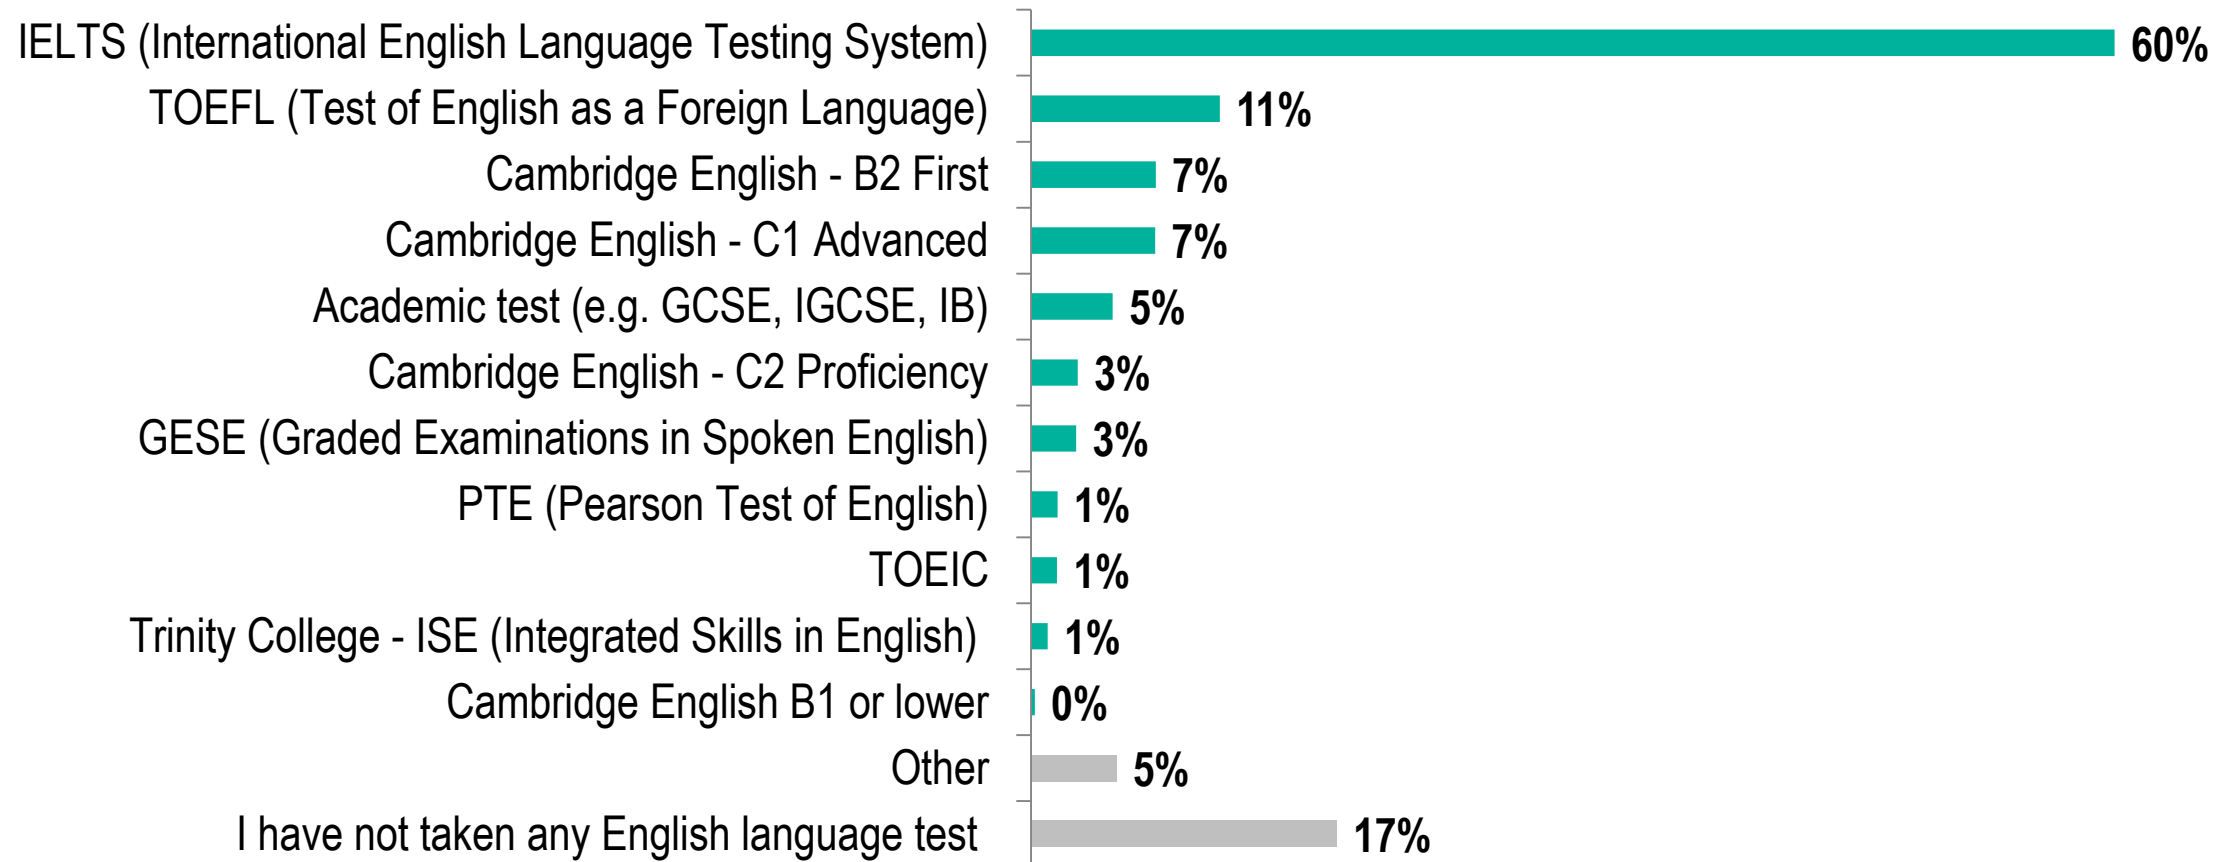 IELTS (International English Language Testing System) 60%
TOEFL (Test of English as a Foreign Language) 11%
Cambridge English - B2 First 7%
Cambridge English - C1 Advanced 7%
Academic test (e.g. GCSE, IGCSE, IB) 5%
Cambridge English - C2 Proficiency 3%
GESE (Graded Examinations in Spoken English) 3%
PTE (Pearson Test of English) 1%
TOEIC 1%
Trinity College - ISE (Integrated Skills in English) 1%
Cambridge English B1 or lower 0%
Other 5%
I have not taken any English language test 17%